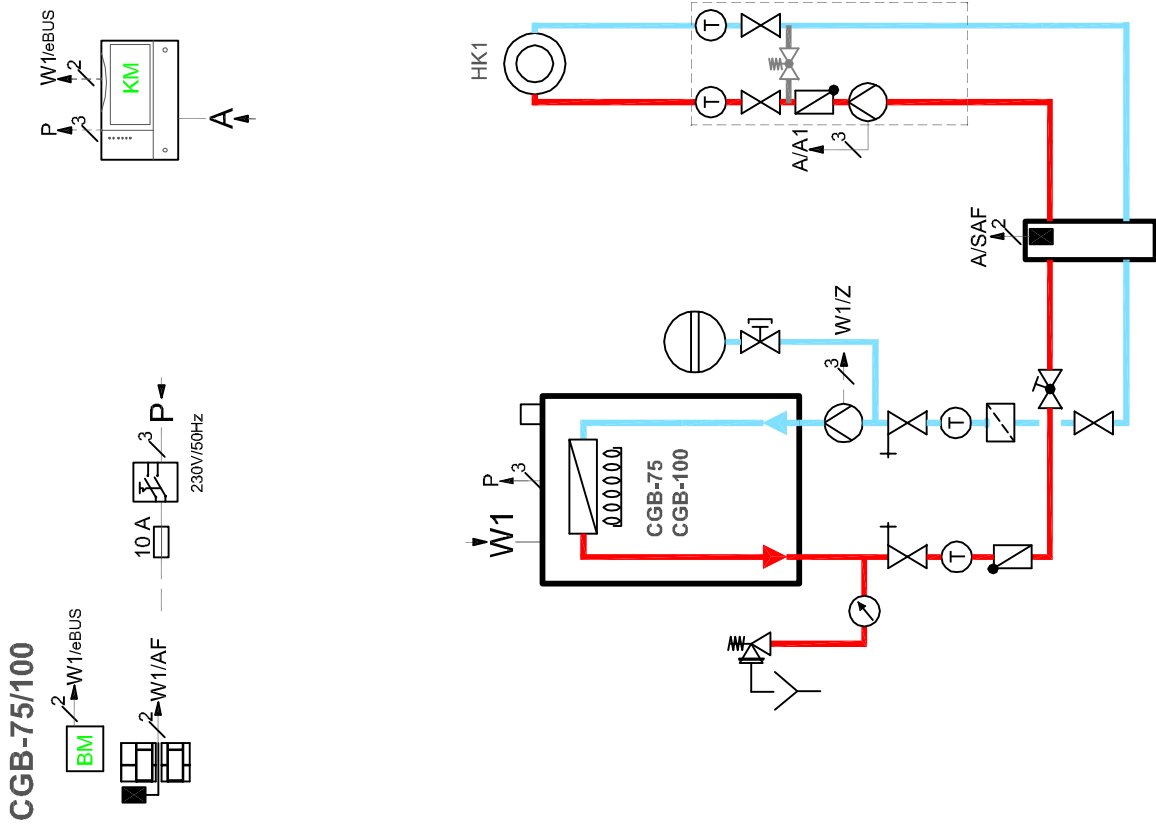 CGB-75/100
BM
2
W1/eBUS
2
W1/AF
10 A
3
P
230V/50Hz
W1/eBUS
2
P
3
KM
A
W1
P
3
CGB-75
CGB-100
3
W1/Z
T
T
A/SAF
2
HK1
T
T
A/A1
3